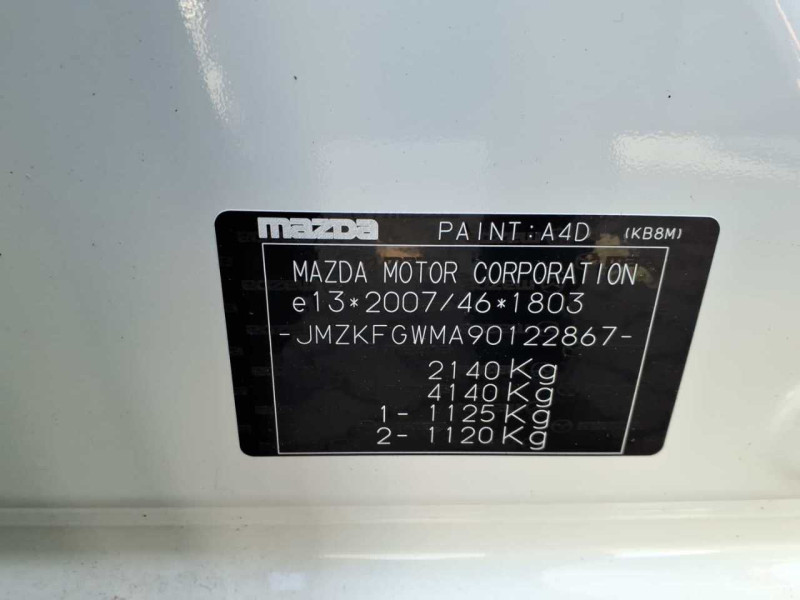 mazda PAINT:A4D (KB8M)
MAZDA MOTOR CORPORATION
e13*2007/46*1803
-JMZKFGWMA90122867-
2140Kg
4140Kg
1- 1125Kg
2- 1120Kg